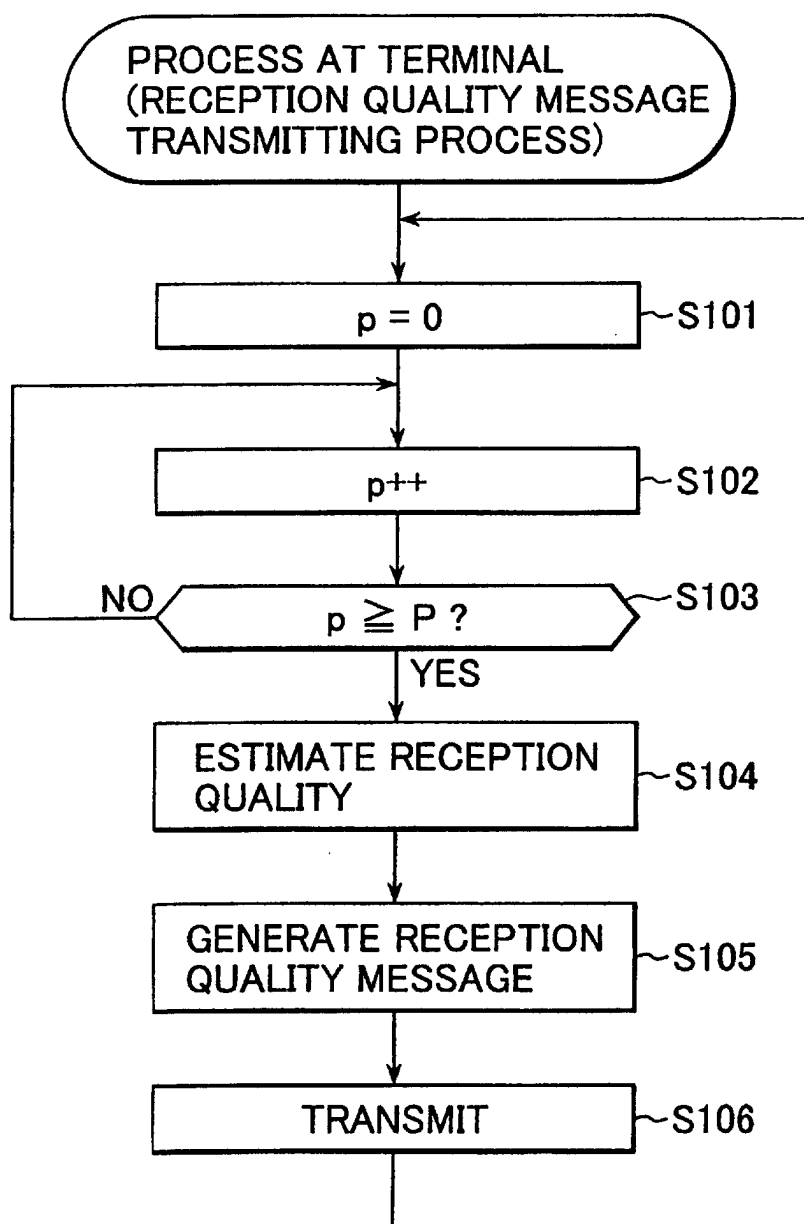 PROCESS AT TERMINAL
(RECEPTION QUALITY MESSAGE
TRANSMITTING PROCESS)
p = 0
S101
p++
S102
p ≧ P ?
S103
NO
YES
ESTIMATE RECEPTION
QUALITY
S104
GENERATE RECEPTION
QUALITY MESSAGE
S105
TRANSMIT
S106